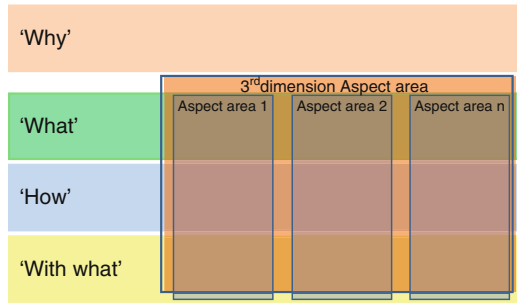 ‘Why’
3rddimension Aspect area
Aspect area 1 Aspect area 2 Aspect area n
‘What’
‘How’
‘With what’